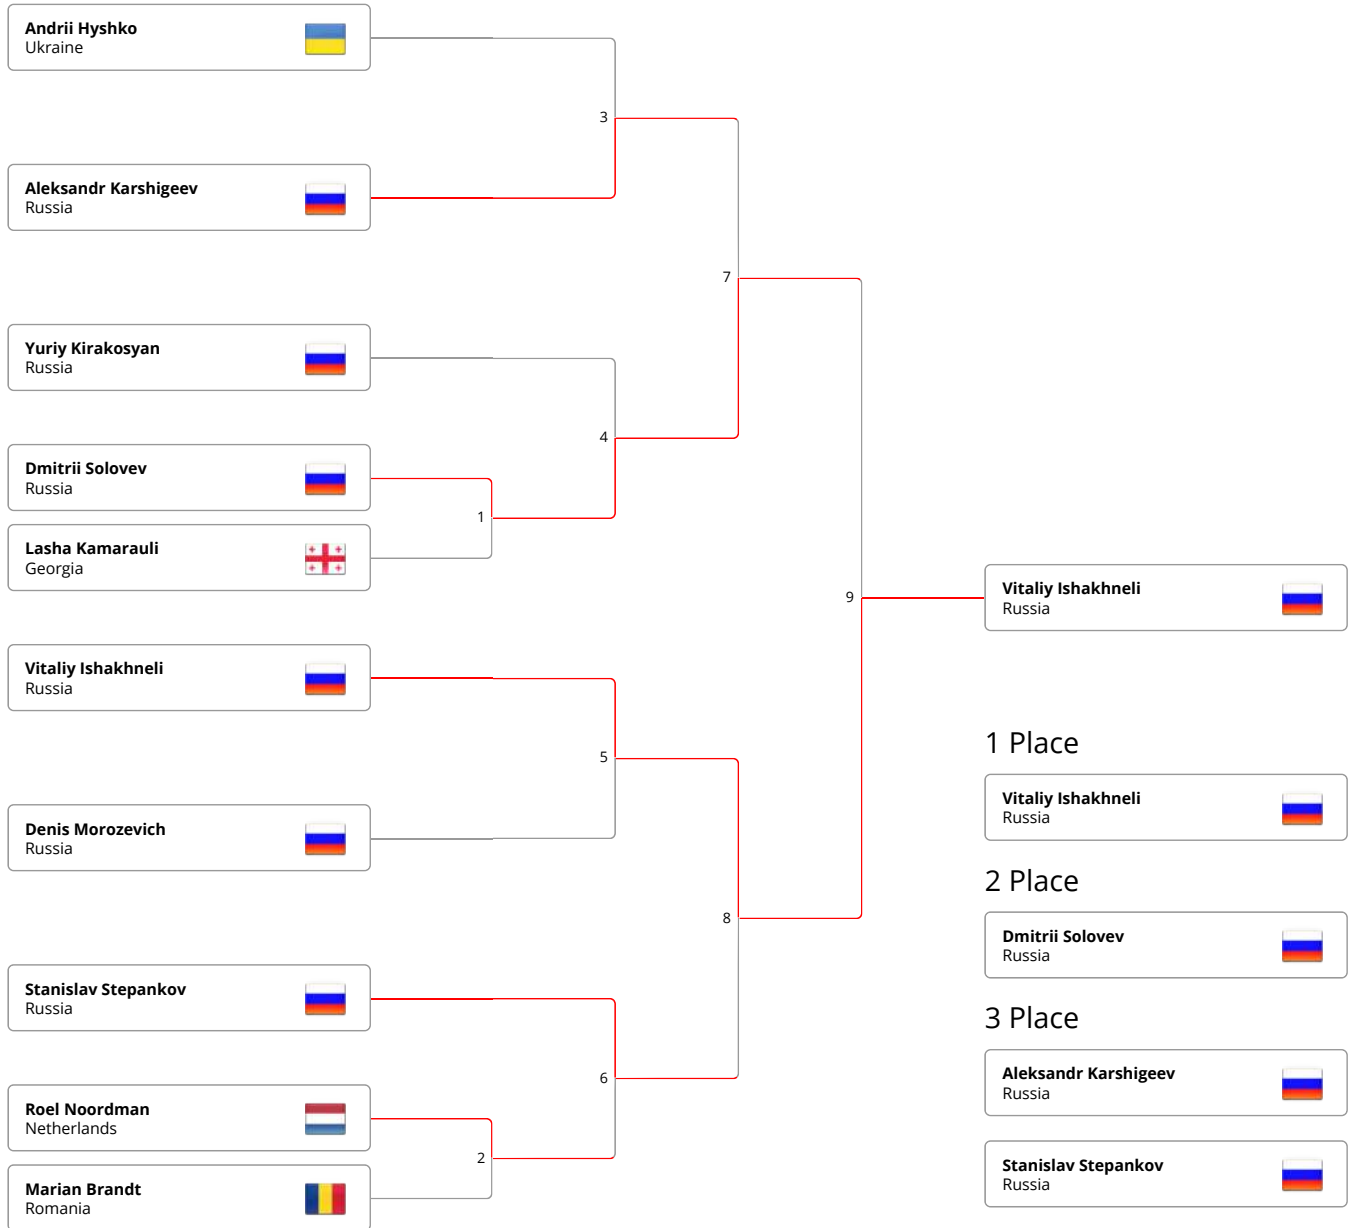 Andrii Hyshko
Ukraine
3
Aleksandr Karshigeev
Russia
7
Yuriy Kirakosyan
Russia
4
Dmitrii Solovev
Russia
1
Lasha Kamarauli
Georgia
9
Vitaliy Ishakhneli
Russia
Vitaliy Ishakhneli
Russia
5
Denis Morozevich
Russia
8
Stanislav Stepankov
Russia
6
Roel Noordman
Netherlands
2
Marian Brandt
Romania
1 Place
Vitaliy Ishakhneli
Russia
2 Place
Dmitrii Solovev
Russia
3 Place
Aleksandr Karshigeev
Russia
Stanislav Stepankov
Russia